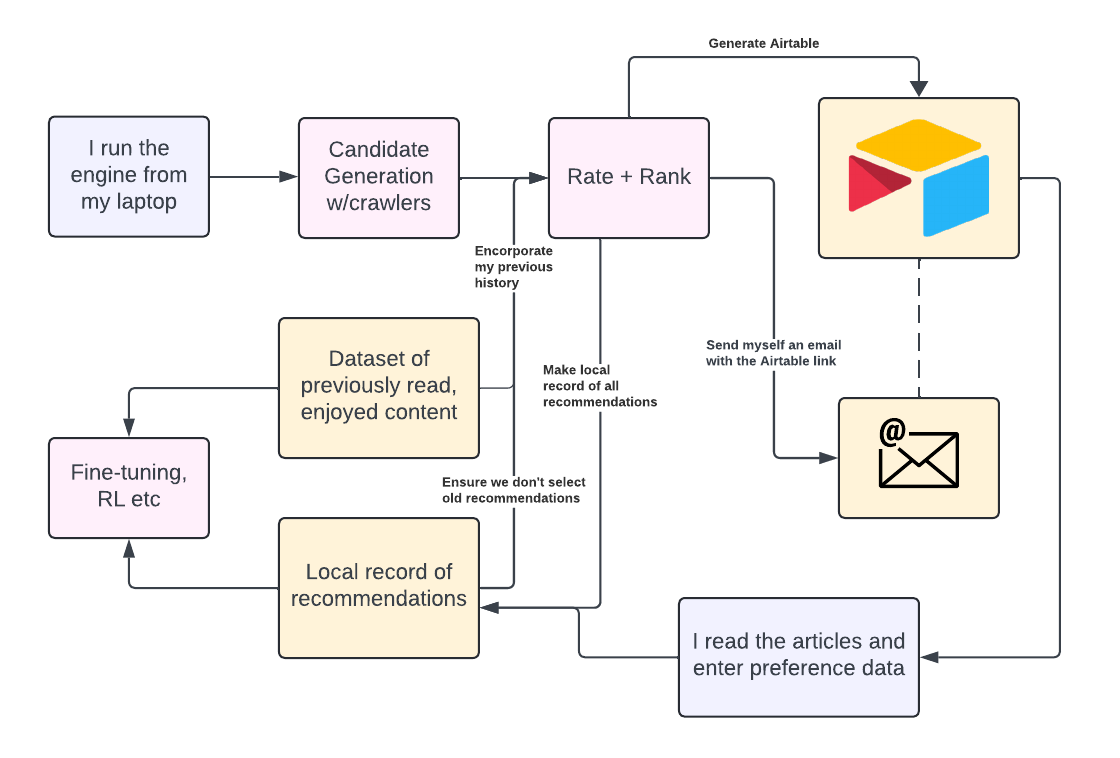 Generate Airtable
I run the
engine from
my laptop
Candidate
Generation
w/crawlers
Rate + Rank
Encorporate
my previous
history
Dataset of
previously read,
enjoyed content
Make local
record of all
recommendations
Send myself an email
with the Airtable link
@
Fine-tuning,
RL etc
Ensure we don't select
old recommendations
Local record of
recommendations
I read the articles and
enter preference data